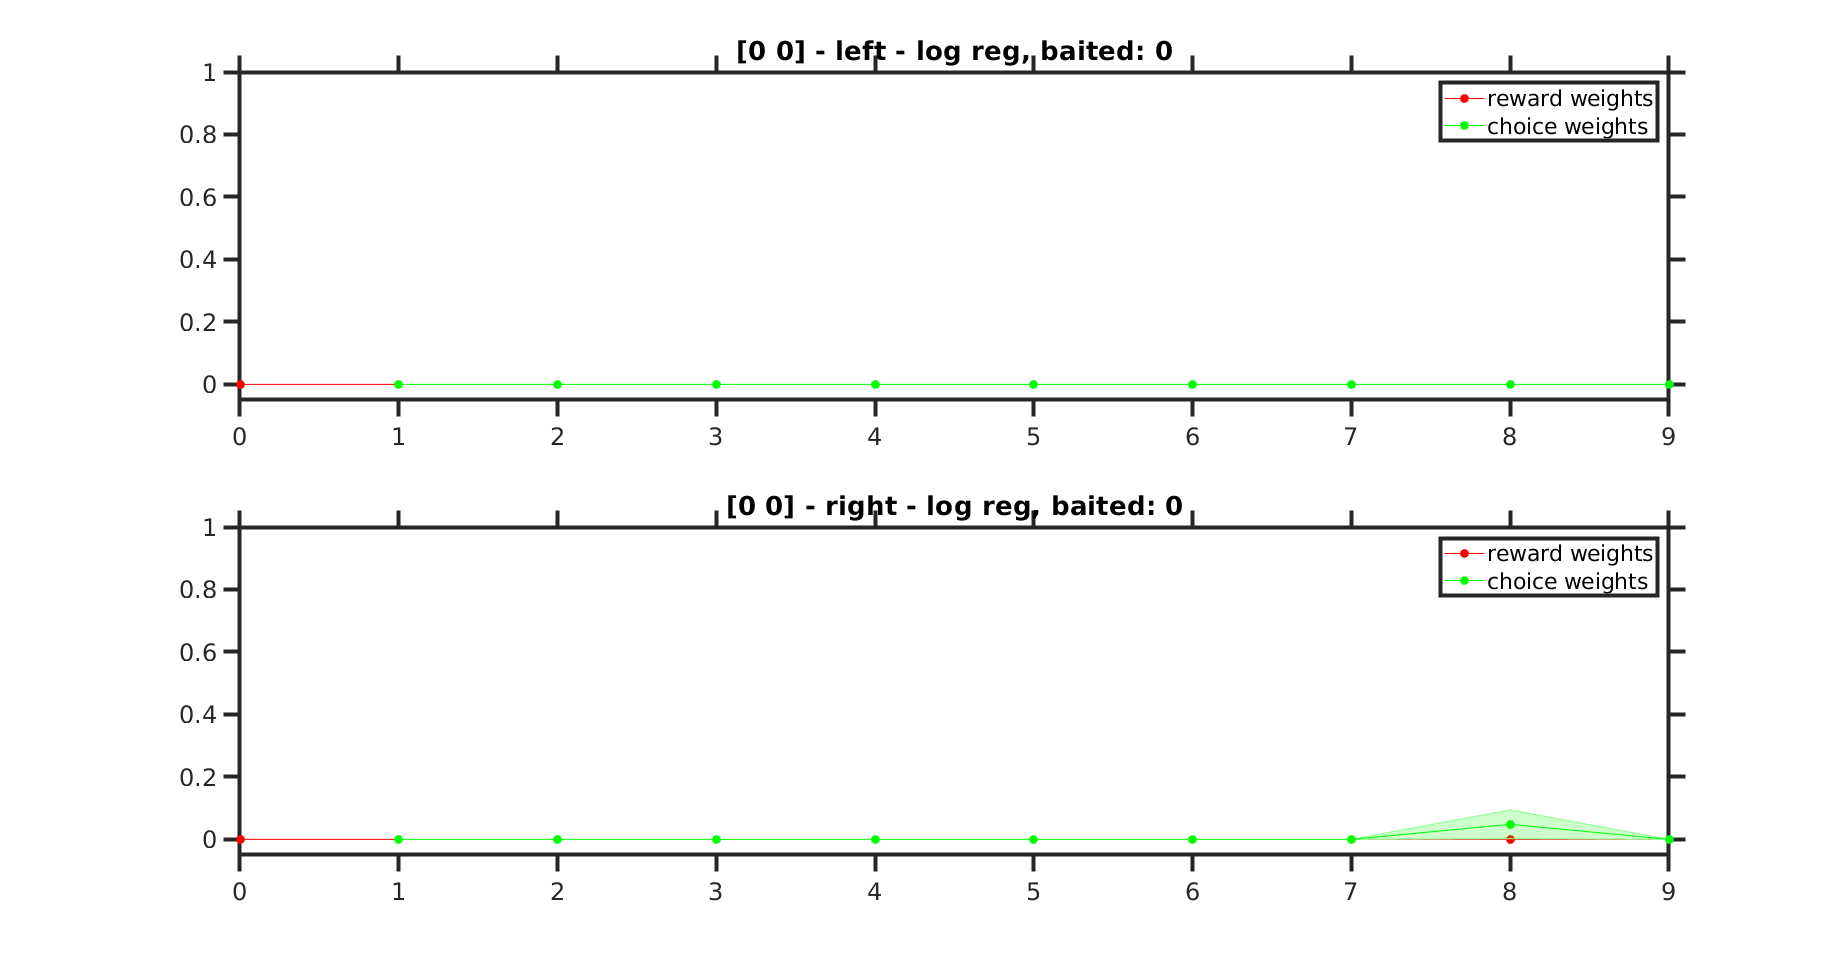 [0 0] - left - log reg, baited: 0
1
0.8
0.6
0.4
0.2
0
reward weights
choice weights
0 1 2 3 4 5 6 7 8 9
[0 0] - right - log reg, baited: 0
1
0.8
0.6
0.4
0.2
0
reward weights
choice weights
0 1 2 3 4 5 6 7 8 9